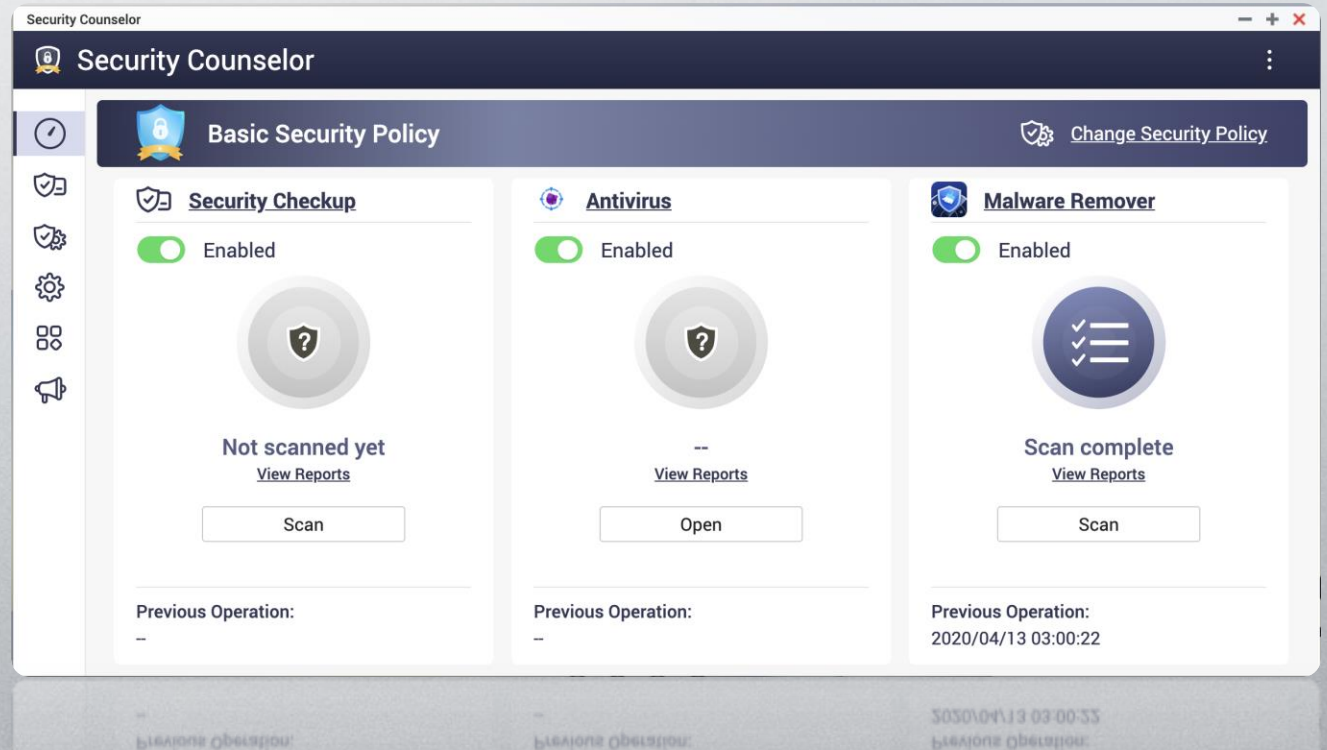 Security Counselor
Security Counselor
Basic Security Policy
Change Security Policy
Security Checkup
Enabled
?
Not scanned yet
View Reports
Scan
Previous Operation:
--
Antivirus
Enabled
?
--
View Reports
Open
Previous Operation:
--
Malware Remover
Enabled
Scan complete
View Reports
Scan
Previous Operation:
2020/04/13 03:00:22